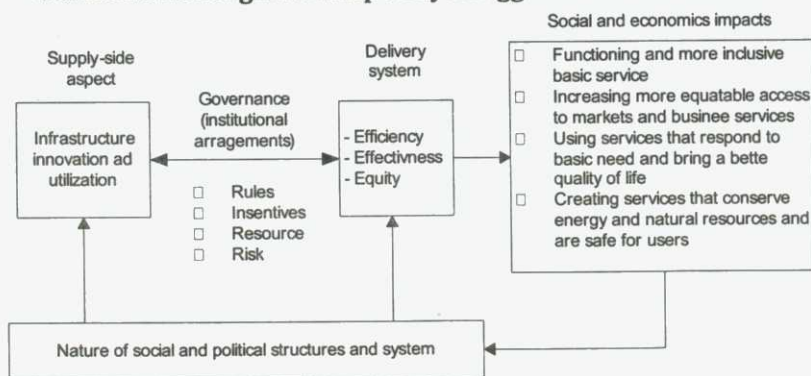 Social and economics impacts
Supply-side
aspect
Infrastructure
innovation ad
utilization
Governance
(institutional
arragements)
Rules
Insentives
Resource
Risk
Delivery
system
- Efficiency
- Effectivness
- Equity
Functioning and more inclusive
basic service
Increasing more equatable access
to markets and businee services
Using services that respond to
basic need and bring a bette
quality of life
Creating services that conserve
energy and natural resources and
are safe for users
Nature of social and political structures and system